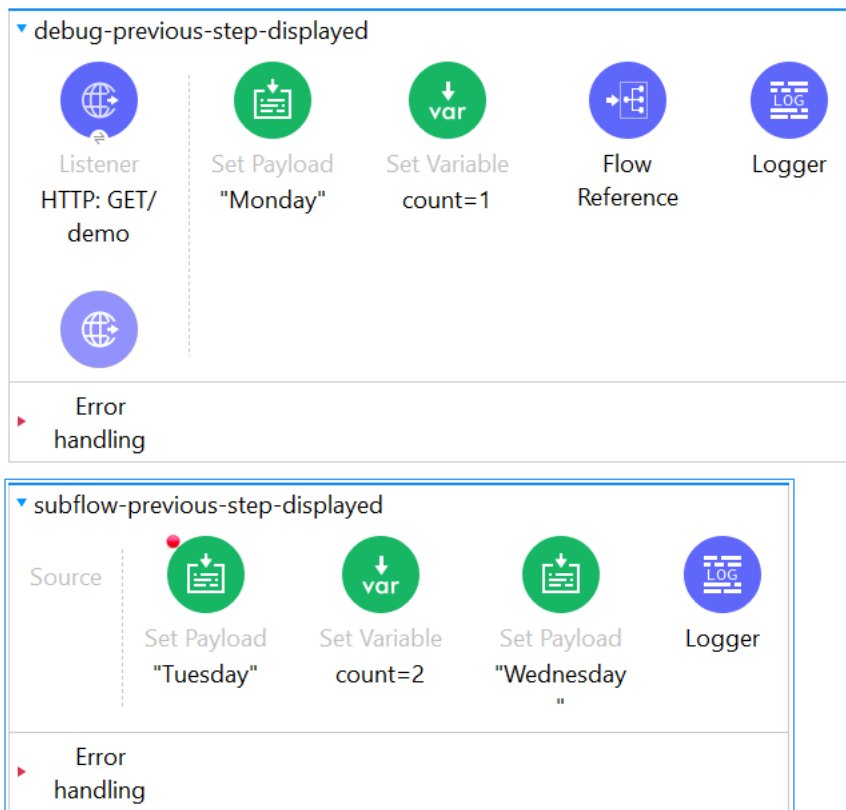 debug-previous-step-displayed
Listener
HTTP: GET/
demo
Set Payload
"Monday"
Set Variable
count=1
Flow
Reference
Logger
var
LOG
Error
handling
subflow-previous-step-displayed
Source
Set Payload
"Tuesday"
Set Variable
count=2
Set Payload
"Wednesday
"
Logger
var
LOG
Error
handling